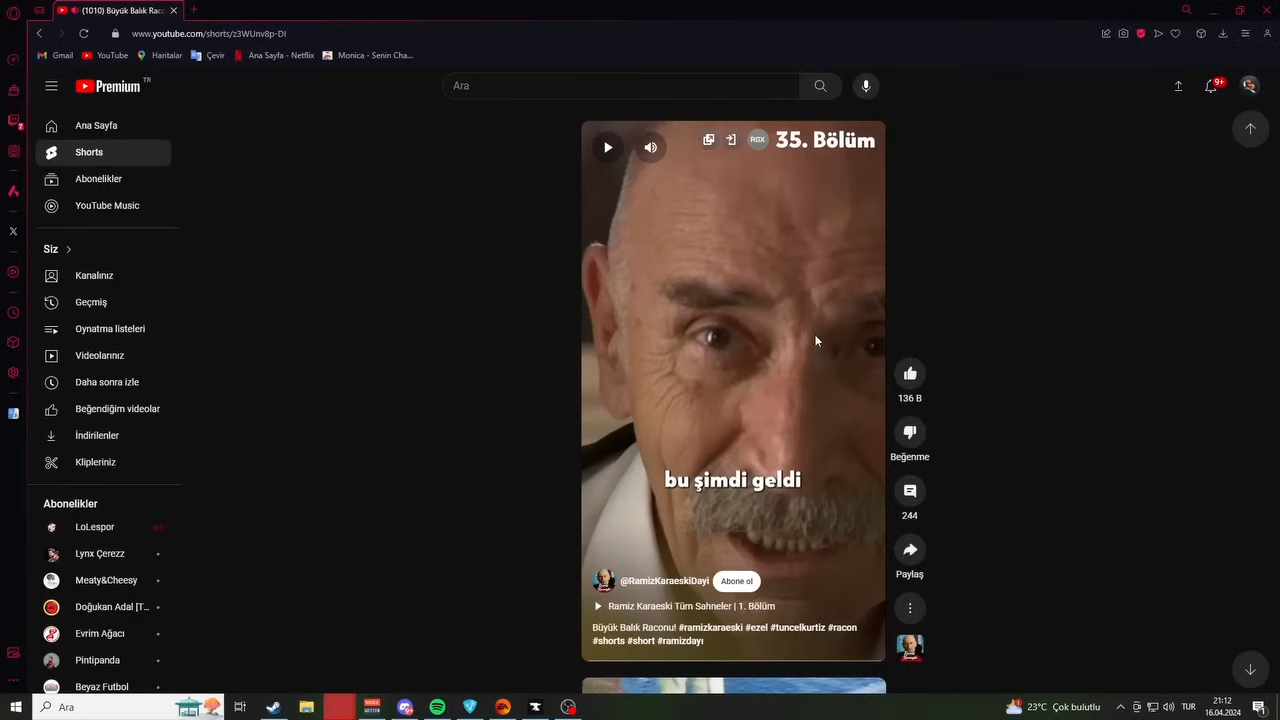 (1010) Büyük Balık Raco
www.youtube.com/shorts/z3WUnv8p-DI
Gmail
YouTube
Haritalar
Çevir
Ana Sayfa - Netflix
Monica - Senin Cha...
Premium TR
Ara
9+
Ana Sayfa
Shorts
Abonelikler
YouTube Music
Siz
Kanalınız
Geçmiş
Oynatma listeleri
Videolarınız
Daha sonra izle
Beğendiğim videolar
İndirilenler
Klipleriniz
Abonelikler
LoLespor
Lynx Çerezz
Meaty&Cheesy
Doğukan Adal [T...
Evrim Ağacı
Pintipanda
Beyaz Futbol
RGX
35. Bölüm
bu şimdi geldi
@RamizKaraeskiDayi
Abone ol
Ramiz Karaeski Tüm Sahneler | 1. Bölüm
Büyük Balık Raconu! #ramizkaraeski #ezel #tuncelkurtiz #racon
#shorts #short #ramizdayı
136 B
Beğenme
244
Paylaş
Ara
23°C Çok bulutlu
TUR
21:12
16.04.2024